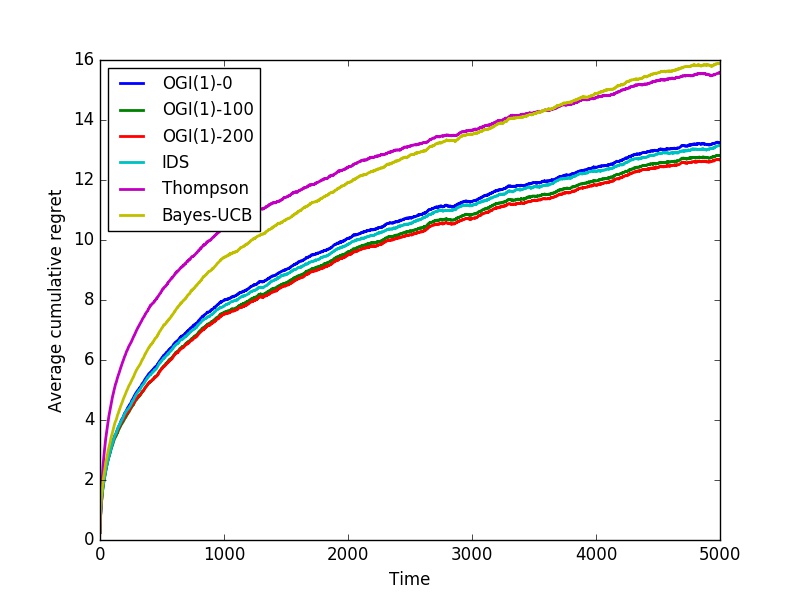 16
14
12
10
8
6
4
2
0
Average cumulative regret
OGI(1)-0
OGI(1)-100
OGI(1)-200
IDS
Thompson
Bayes-UCB
0 1000 2000 3000 4000 5000
Time